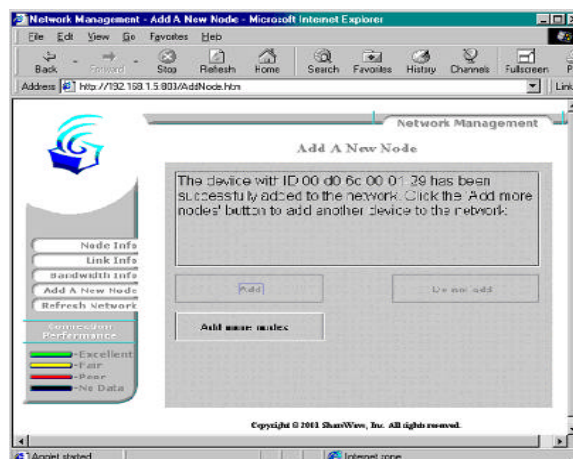 Network Management - Add A New Node - Microsoft Internet Explorer
File Edit View Go Favorites Help
Back Forward Stop Refresh Home Search Favorites History Channels Fullscreen
Address http://192.168.1.5:80/AddNode.htm Link
Network Management
Add A New Node
The device with ID 00 d0 6c 00 01 29 has been
successfully added to the network. Click the 'Add more
nodes' button to add another device to the network.
Node Info
Link Info
Bandwidth Info
Add A New Node
Refresh Network
Add
Do not add
Add more nodes
Connection
Performance
-Excellent
-Fair
-Poor
-No Data
Copyright © 2001 ShareWave, Inc. All rights reserved.
Applet started
Internet zone